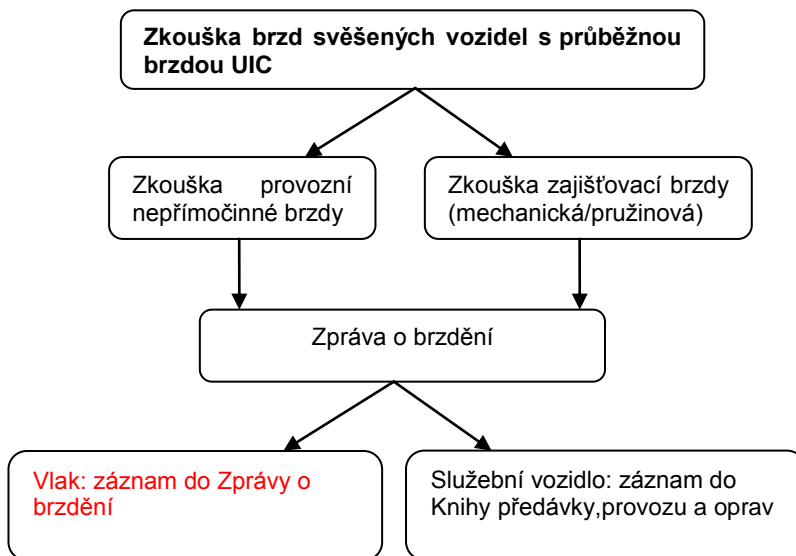 Zkouška brzd svěšených vozidel s průběžnou
brzdou UIC
Zkouška provozní
nepřímočinné brzdy
Zkouška zajišťovací brzdy
(mechanická/pružinová)
Zpráva o brzdění
Vlak: záznam do Zprávy o
brzdění
Služební vozidlo: záznam do
Knihy předávky,provozu a oprav